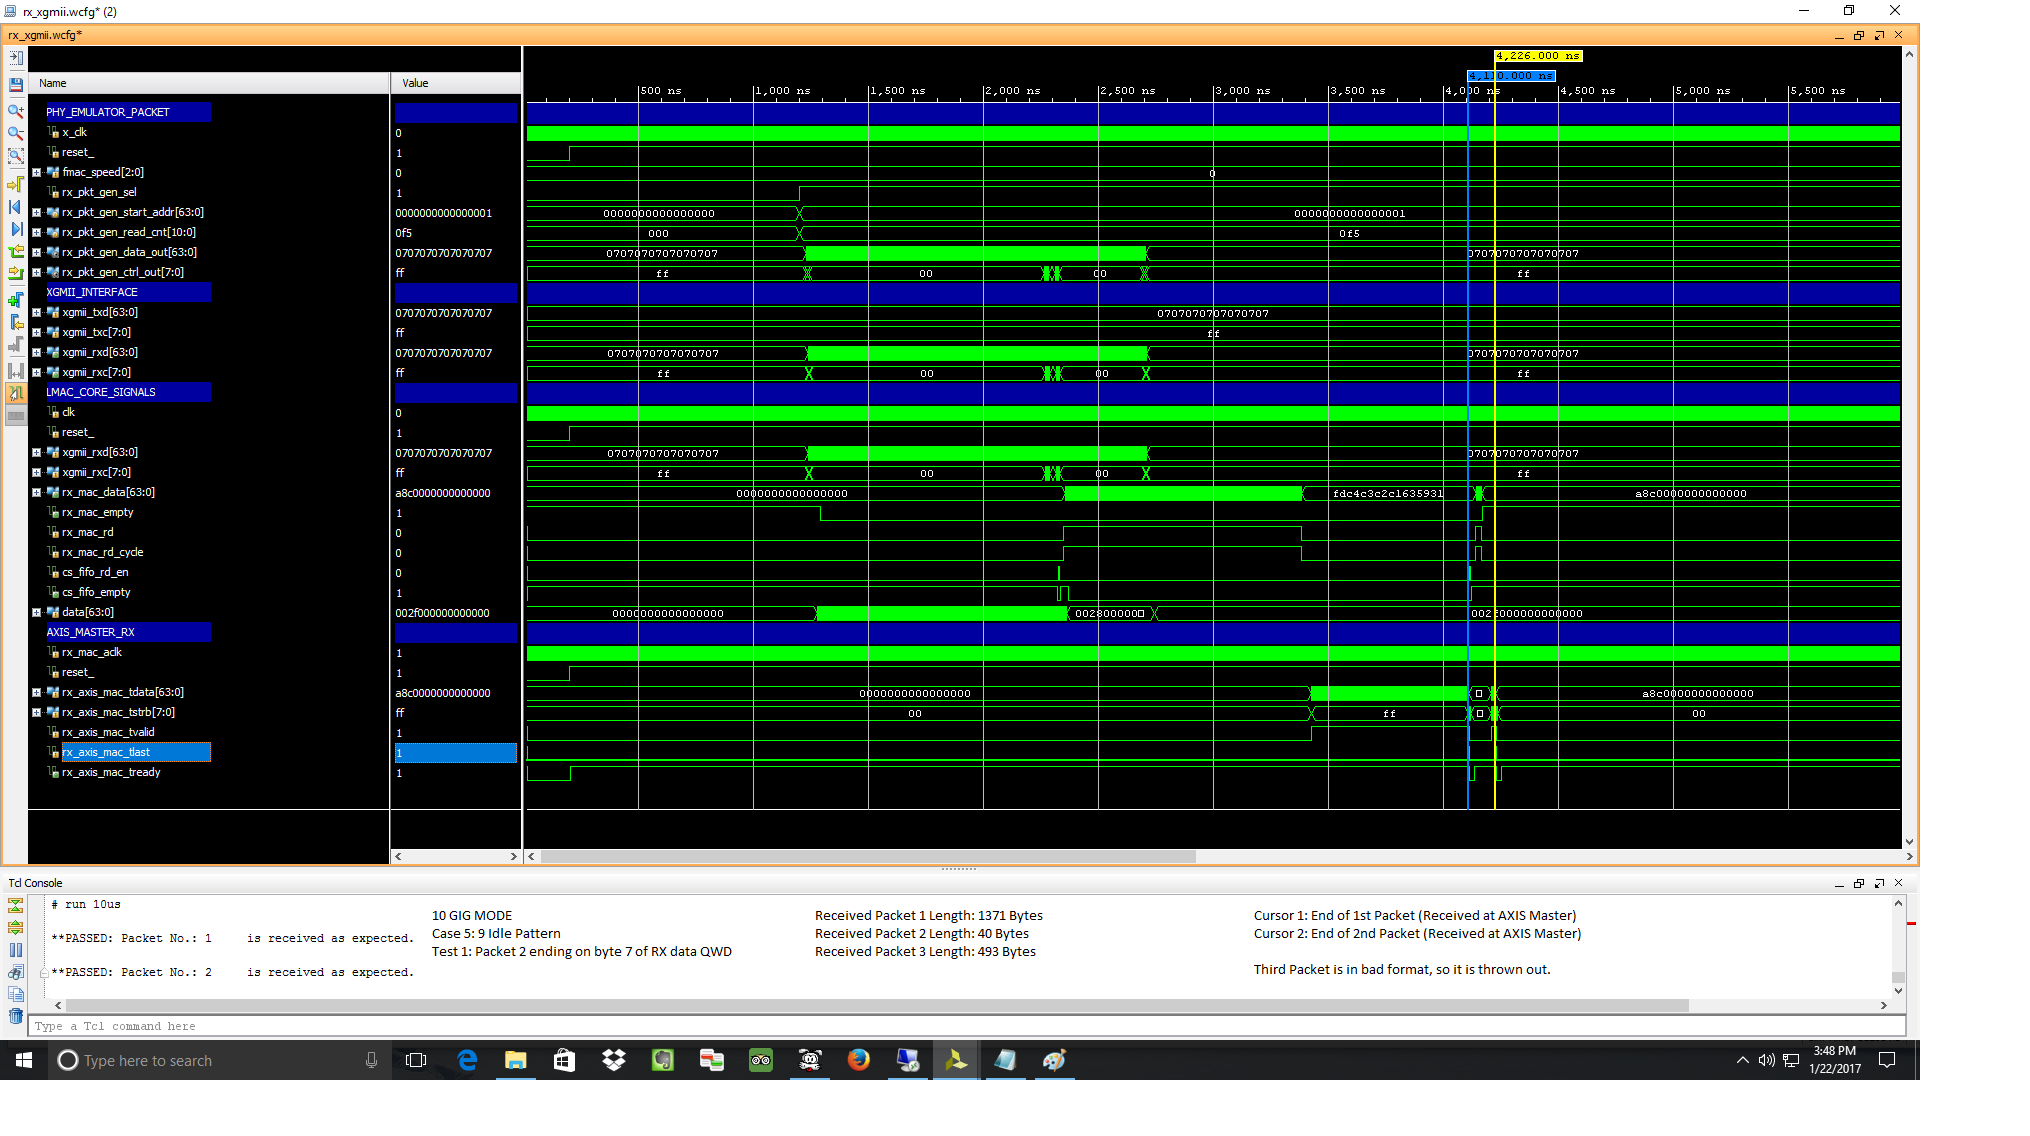 rx_xgmii.wcfg* (2)
rx_xgmii.wcfg*
4,226.000 ns
Name Value
500 ns 1,000 ns 1,500 ns 2,000 ns 2,500 ns 3,000 ns 3,500 ns 4,000 ns 4,500 ns 5,000 ns 5,500 ns
PHY_EMULATOR_PACKET
x_clk 0
reset_ 1
fmac_speed[2:0] 0 0
rx_pkt_gen_sel 1
rx_pkt_gen_start_addr[63:0] 0000000000000001 0000000000000000 0000000000000001
rx_pkt_gen_read_cnt[10:0] 0f5 000 0f5
rx_pkt_gen_data_out[63:0] 0707070707070707 0707070707070707 0707070707070707
rx_pkt_gen_ctrl_out[7:0] ff ff 00 00 ff
XGMII_INTERFACE
xgmii_txd[63:0] 0707070707070707 0707070707070707
xgmii_txc[7:0] ff ff
xgmii_rxd[63:0] 0707070707070707 0707070707070707 0707070707070707
xgmii_rxc[7:0] ff ff 00 00 ff
LMAC_CORE_SIGNALS
clk 0
reset_ 1
xgmii_rxd[63:0] 0707070707070707 0707070707070707 0707070707070707
xgmii_rxc[7:0] ff ff 00 00 ff
rx_mac_data[63:0] a8c0000000000000 0000000000000000 fdc4c3c2c1635931 a8c0000000000000
rx_mac_empty 1
rx_mac_rd 0
rx_mac_rd_cycle 0
cs_fifo_rd_en 0
cs_fifo_empty 1
data[63:0] 002f000000000000 0000000000000000 002800000 002f000000000000
AXIS_MASTER_RX
rx_mac_aclk 1
reset_ 1
rx_axis_mac_tdata[63:0] a8c0000000000000 0000000000000000 a8c0000000000000
rx_axis_mac_tstrb[7:0] ff 00 ff 00
rx_axis_mac_tvalid 1
rx_axis_mac_tlast 1
rx_axis_mac_tready 1
Tcl Console
# run 10us
**PASSED: Packet No.: 1 is received as expected.
**PASSED: Packet No.: 2 is received as expected.
10 GIG MODE
Case 5: 9 Idle Pattern
Test 1: Packet 2 ending on byte 7 of RX data QWD
Received Packet 1 Length: 1371 Bytes
Received Packet 2 Length: 40 Bytes
Received Packet 3 Length: 493 Bytes
Cursor 1: End of 1st Packet (Received at AXIS Master)
Cursor 2: End of 2nd Packet (Received at AXIS Master)
Third Packet is in bad format, so it is thrown out.
Type a Tcl command here
Type here to search
3:48 PM
1/22/2017